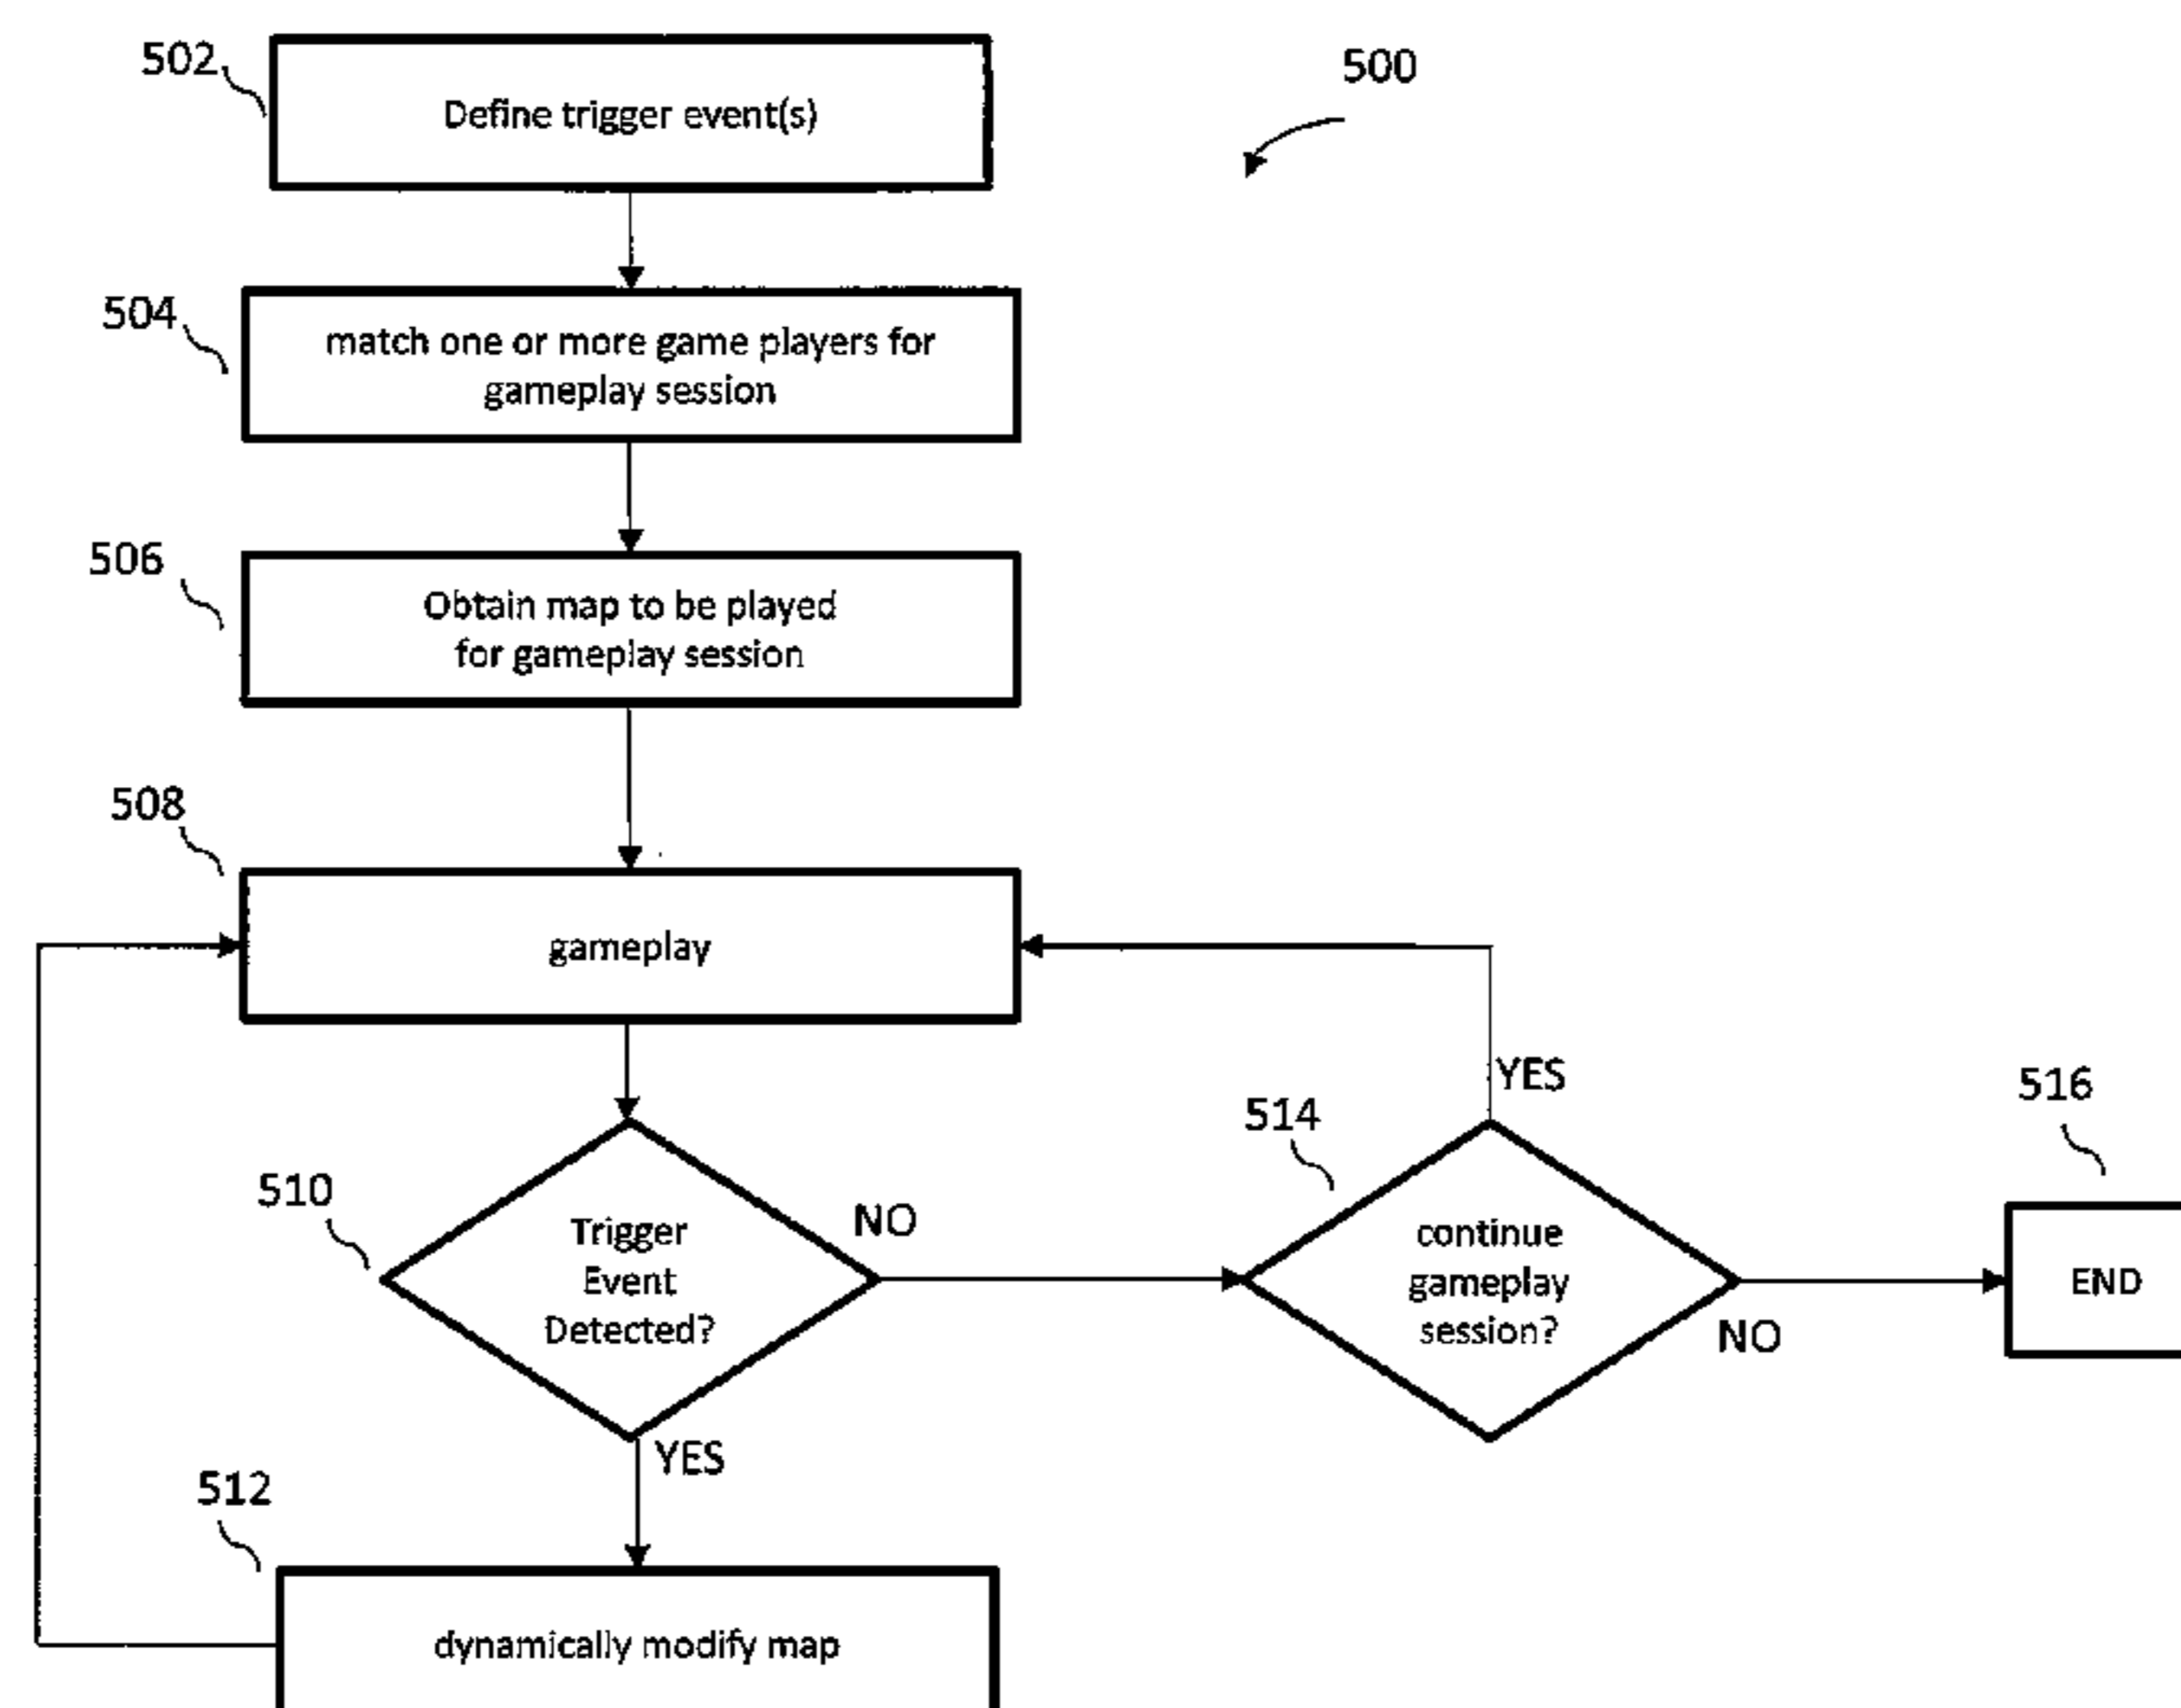 502
Define trigger event(s)
500
504
match one or more game players for
gameplay session
506
Obtain map to be played
for gameplay session
508
gameplay
510
Trigger
Event
Detected?
NO
YES
514
continue
gameplay
session?
YES
NO
516
END
512
dynamically modify map